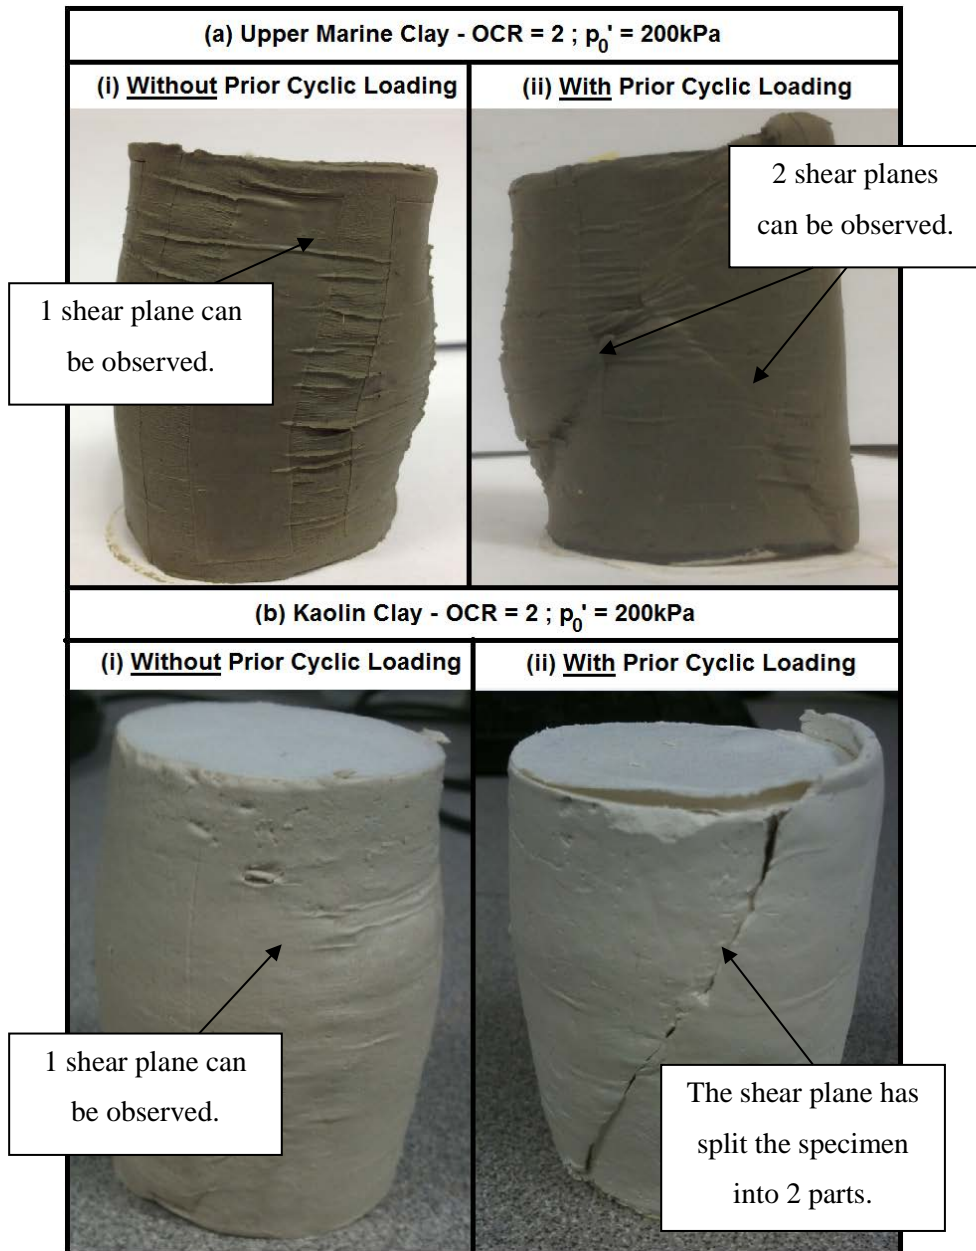 (a) Upper Marine Clay - OCR = 2 ; p0' = 200kPa
(i) Without Prior Cyclic Loading
(ii) With Prior Cyclic Loading
1 shear plane can
be observed.
2 shear planes
can be observed.
(b) Kaolin Clay - OCR = 2 ; p0' = 200kPa
(i) Without Prior Cyclic Loading
(ii) With Prior Cyclic Loading
1 shear plane can
be observed.
The shear plane has
split the specimen
into 2 parts.